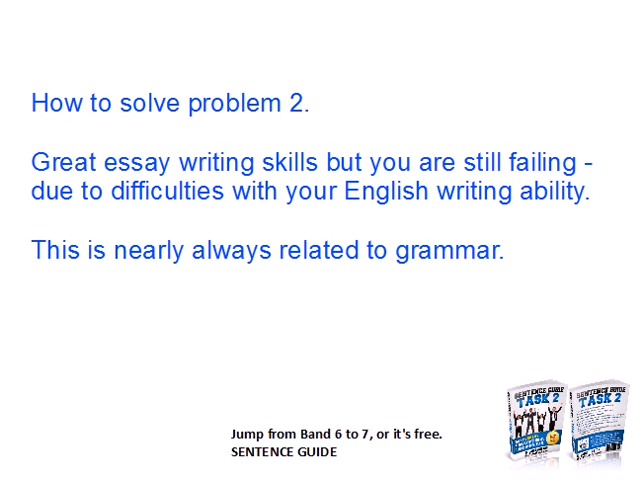 How to solve problem 2.
Great essay writing skills but you are still failing -
due to difficulties with your English writing ability.
This is nearly always related to grammar.
SENTENCE GUIDE
TASK 2
SENTENCE GUIDE
TASK 2
Jump from Band 6 to 7, or it's free.
SENTENCE GUIDE